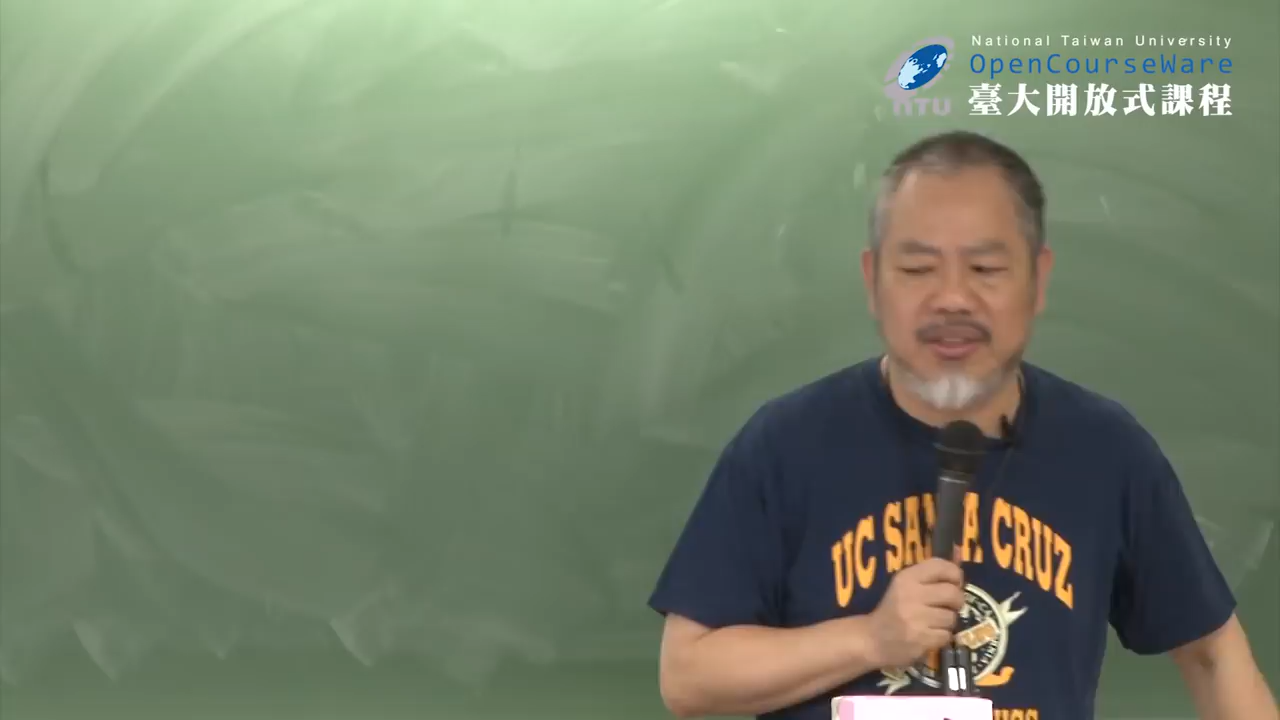 National Taiwan University
OpenCourseWare
臺大開放式課程
NTU
UC SANTA CRUZ